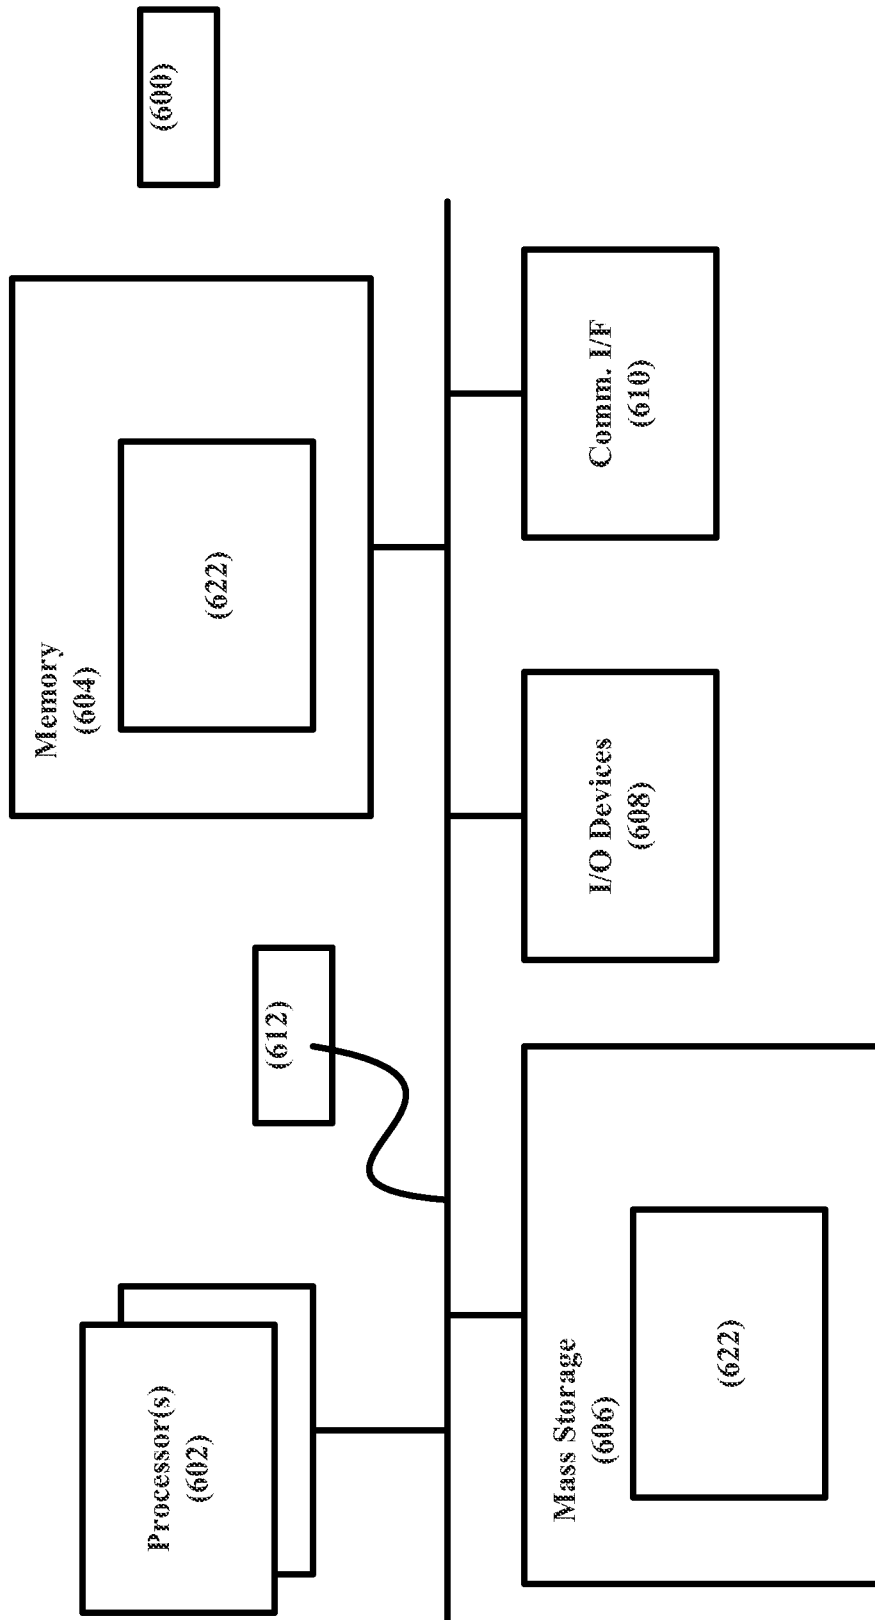 (600)
Processor(s)
(602)
(612)
Memory
(604)
(622)
Mass Storage
(606)
(622)
I/O Devices
(608)
Comm. I/F
(610)